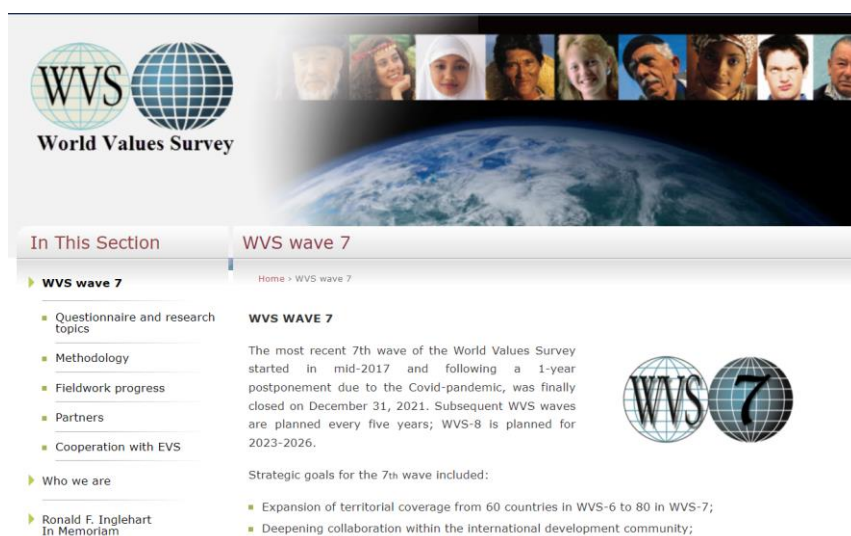 WVS
World Values Survey
In This Section
WVS wave 7
WVS wave 7
Questionnaire and research
topics
Methodology
Fieldwork progress
Partners
Cooperation with EVS
Who we are
Ronald F. Inglehart
In Memoriam
Home › WVS wave 7
WVS WAVE 7
The most recent 7th wave of the World Values Survey
started in mid-2017 and following a 1-year
postponement due to the Covid-pandemic, was finally
closed on December 31, 2021. Subsequent WVS waves
are planned every five years; WVS-8 is planned for
2023-2026.
WVS 7
Strategic goals for the 7th wave included:
Expansion of territorial coverage from 60 countries in WVS-6 to 80 in WVS-7;
Deepening collaboration within the international development community;